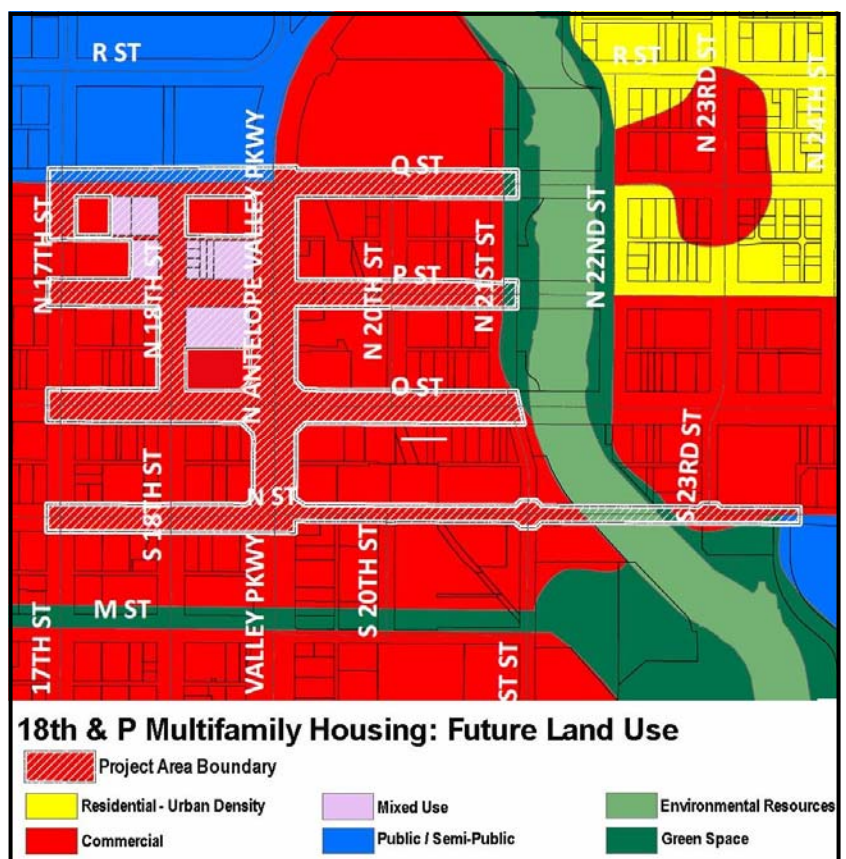 R ST
R ST
N 23RD ST
N 24TH ST
VALLEY PKWY
Q ST
N 17TH ST
N 18TH ST
N ANTELOPE
P ST
N 20TH ST
N 21ST ST
N 22ND ST
O ST
N ST
S 18TH ST
S 23RD ST
VALLEY PKWY
S 20TH ST
M ST
17TH ST
ST ST
18th & P Multifamily Housing: Future Land Use
Project Area Boundary
Residential - Urban Density
Mixed Use
Environmental Resources
Commercial
Public / Semi-Public
Green Space